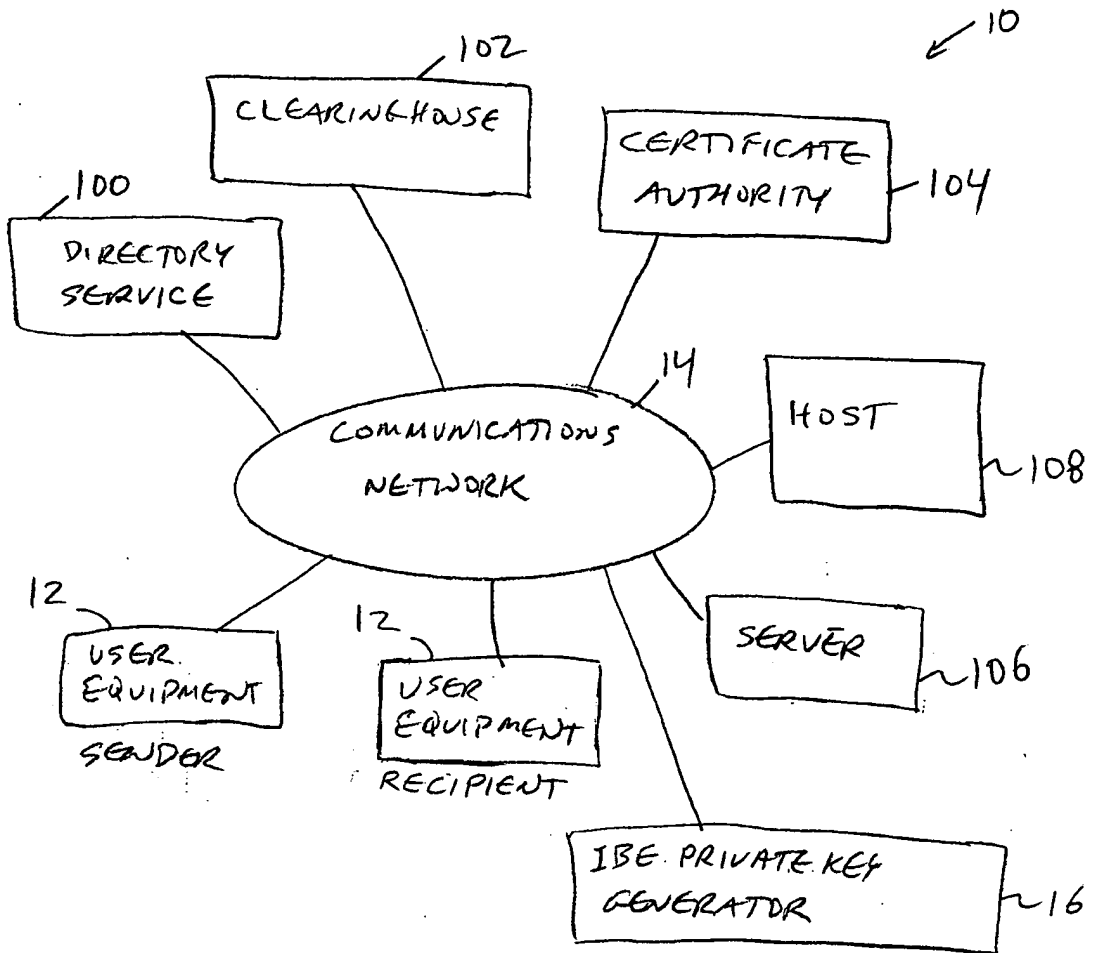 10
102
CLEARINGHOUSE
CERTIFICATE
AUTHORITY
104
100
DIRECTORY
SERVICE
14
COMMUNICATIONS
NETWORK
HOST
108
12
USER
EQUIPMENT
SENDER
12
USER
EQUIPMENT
RECIPIENT
SERVER
106
IBE PRIVATE KEY
GENERATOR
16